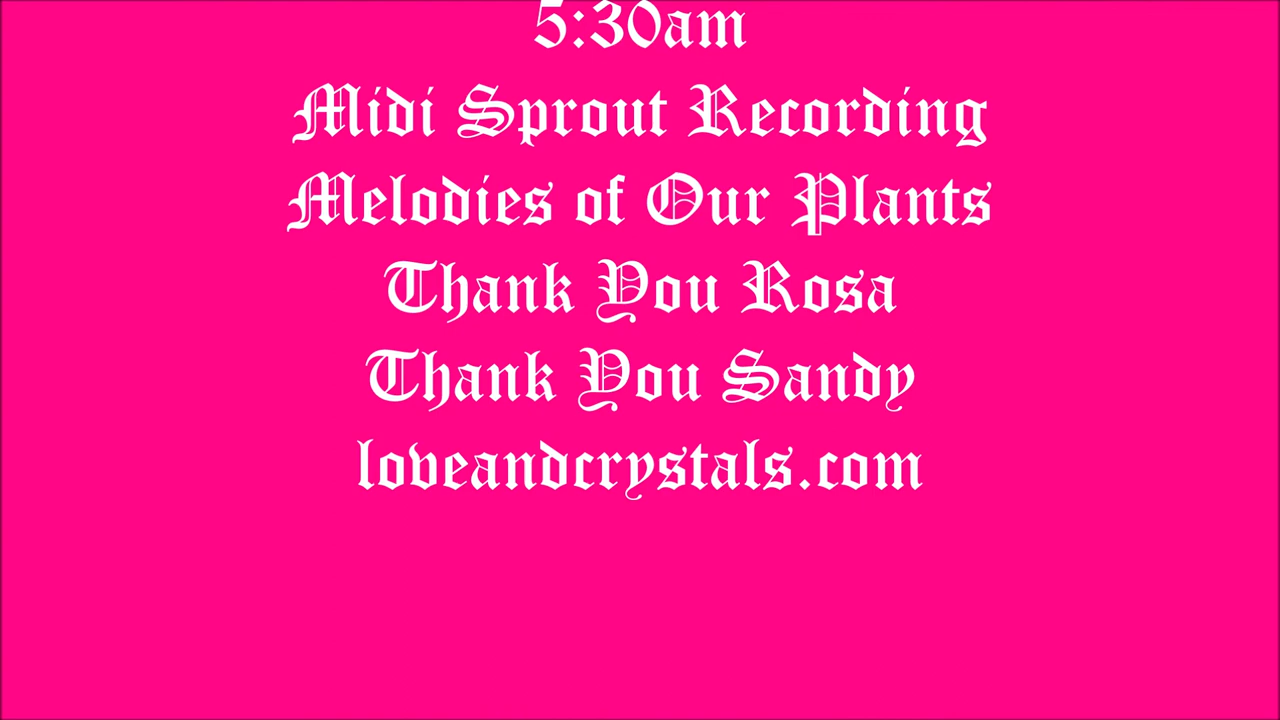 5:30am
Midi Sprout Recording
Melodies of Our Plants
Thank You Rosa
Thank You Sandy
loveandcrystals.com